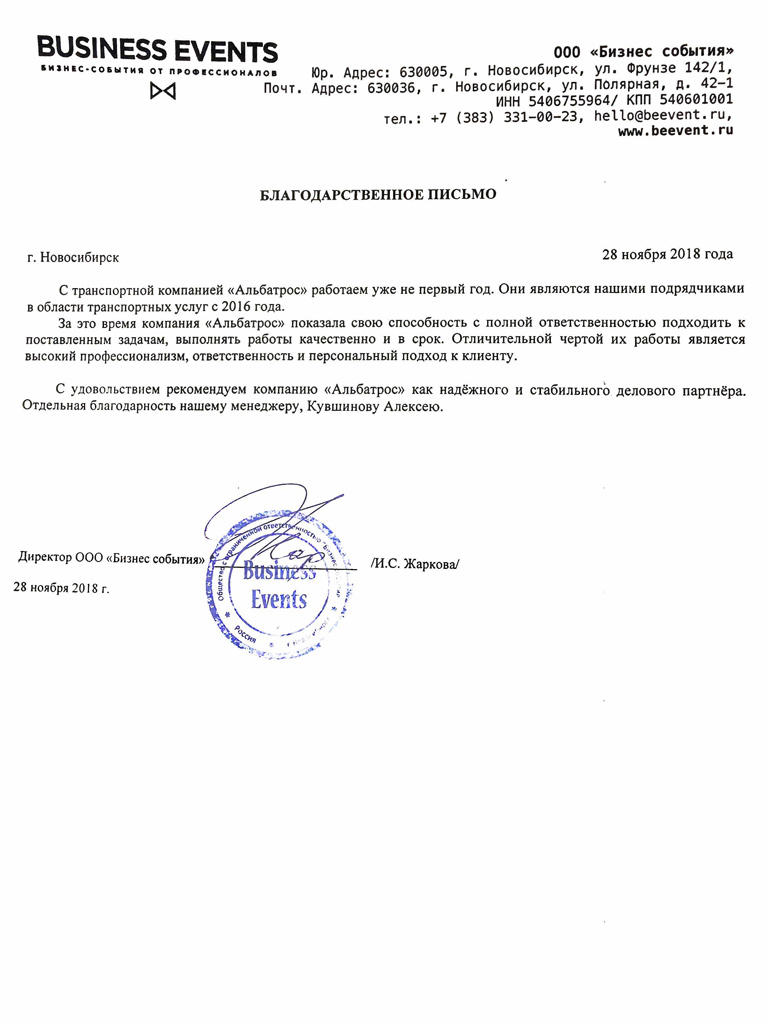 BUSINESS EVENTS
БИЗНЕС-СОБЫТИЯ ОТ ПРОФЕССИОНАЛОВ
ООО «Бизнес события»
Юр. Адрес: 630005, г. Новосибирск, ул. Фрунзе 142/1,
Почт. Адрес: 630036, г. Новосибирск, ул. Полярная, д. 42-1
ИНН 5406755964/ КПП 540601001
тел.: +7 (383) 331-00-23, hello@beevent.ru,
www.beevent.ru
БЛАГОДАРСТВЕННОЕ ПИСЬМО
г. Новосибирск
28 ноября 2018 года
С транспортной компанией «Альбатрос» работаем уже не первый год. Они являются нашими подрядчиками
в области транспортных услуг с 2016 года.
За это время компания «Альбатрос» показала свою способность с полной ответственностью подходить к
поставленным задачам, выполнять работы качественно и в срок. Отличительной чертой их работы является
высокий профессионализм, ответственность и персональный подход к клиенту.
С удовольствием рекомендуем компанию «Альбатрос» как надёжного и стабильного делового партнёра.
Отдельная благодарность нашему менеджеру, Кувшинову Алексею.
Директор ООО «Бизнес события»
/И.С. Жаркова/
28 ноября 2018 г.
Общество с ограниченной ответственностью
Business
Events
Россия